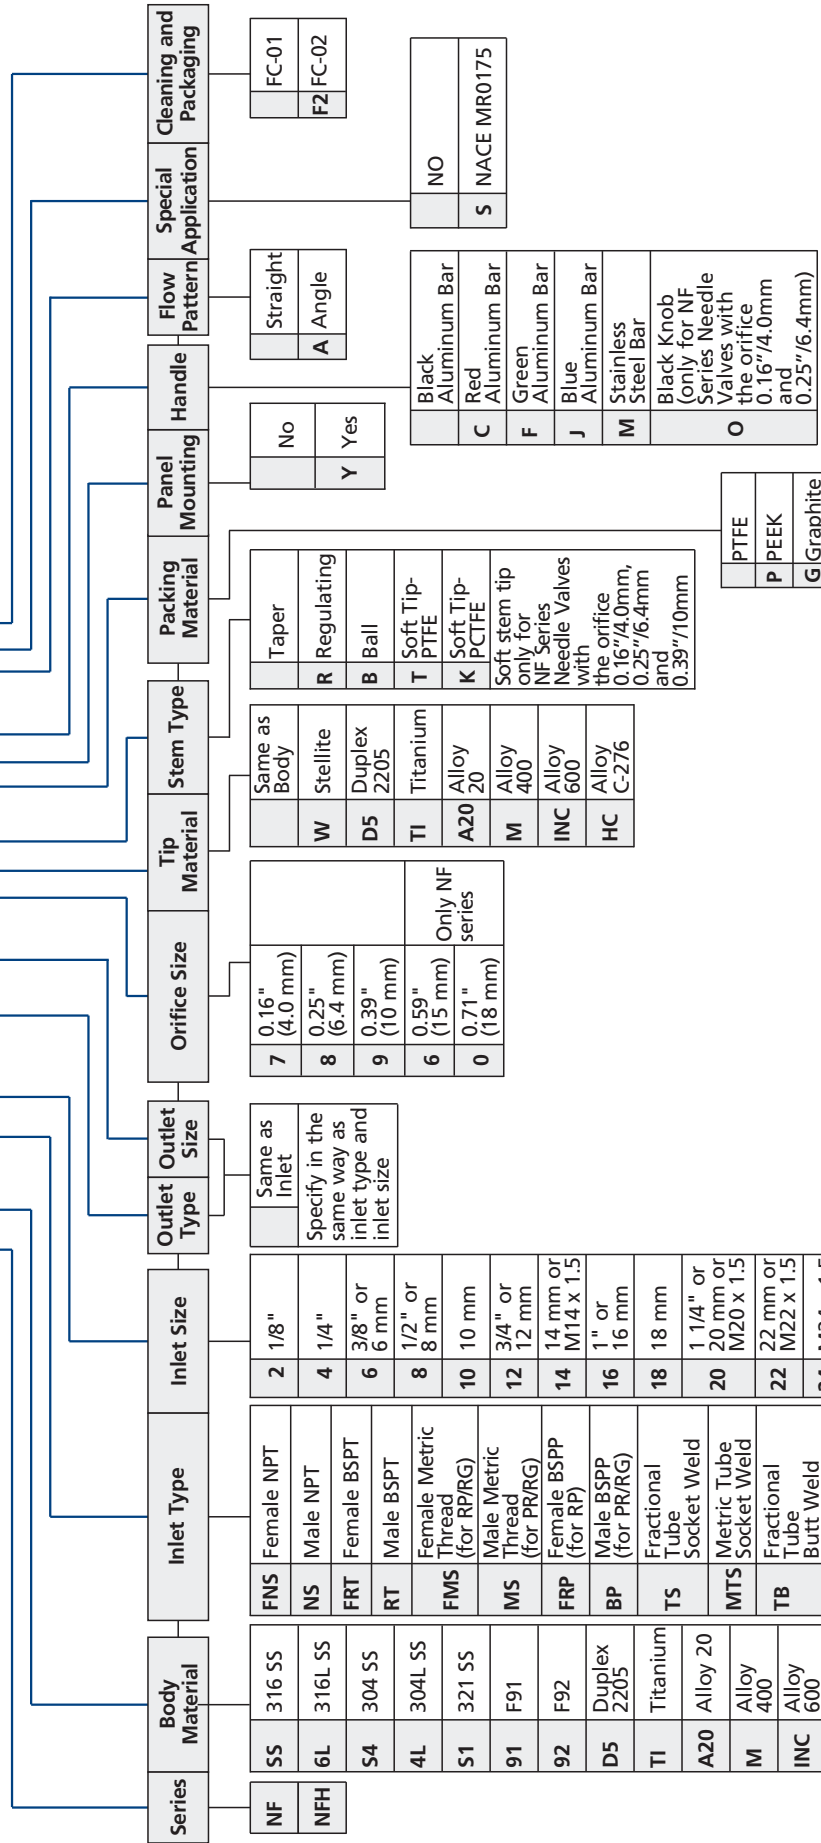 Series
NF
NFH
Body
Material
SS 316 SS
6L 316L SS
S4 304 SS
4L 304L SS
S1 321 SS
91 F91
92 F92
D5 Duplex
2205
TI Titanium
A20 Alloy 20
M Alloy
400
INC Alloy
600
Inlet Type
FNS Female NPT
NS Male NPT
FRT Female BSPT
RT Male BSPT
FMS Female Metric
Thread
(for RP/RG)
MS Male Metric
Thread
(for PR/RG)
FRP Female BSPP
(for RP)
BP Male BSPP
(for PR/RG)
TS Fractional
Tube
Socket Weld
MTS Metric Tube
Socket Weld
TB Fractional
Tube
Butt Weld
Inlet Size
2 1/8"
4 1/4"
6 3/8" or
6 mm
8 1/2" or
8 mm
10 10 mm
12 3/4" or
12 mm
14 14 mm or
M14 x 1.5
16 1" or
16 mm
18 18 mm
20 1 1/4" or
20 mm or
M20 x 1.5
22 22 mm or
M22 x 1.5
Outlet
Type
Outlet
Size
Same as
Inlet
Specify in the
same way as
inlet type and
inlet size
Orifice Size
7 0.16"
(4.0 mm)
8 0.25"
(6.4 mm)
9 0.39"
(10 mm)
6 0.59"
(15 mm)
0 0.71"
(18 mm)
Only NF
series
Tip
Material
Same as
Body
W Stellite
D5 Duplex
2205
TI Titanium
A20 Alloy
20
M Alloy
400
INC Alloy
600
HC Alloy
C-276
Stem Type
Taper
R Regulating
B Ball
T Soft Tip-
PTFE
K Soft Tip-
PCTFE
Soft stem tip
only for
NF Series
Needle Valves
with
the orifice
0.16"/4.0mm,
0.25"/6.4mm
and
0.39"/10mm
Packing
Material
PTFE
P PEEK
G Graphite
Panel
Mounting
No
Y Yes
Handle
Black
Aluminum Bar
C Red
Aluminum Bar
F Green
Aluminum Bar
J Blue
Aluminum Bar
M Stainless
Steel Bar
O Black Knob
(only for NF
Series Needle
Valves with
the orifice
0.16"/4.0mm
and
0.25"/6.4mm)
Flow
Pattern
Straight
A Angle
Special
Application
NO
S NACE MR0175
Cleaning and
Packaging
FC-01
F2 FC-02